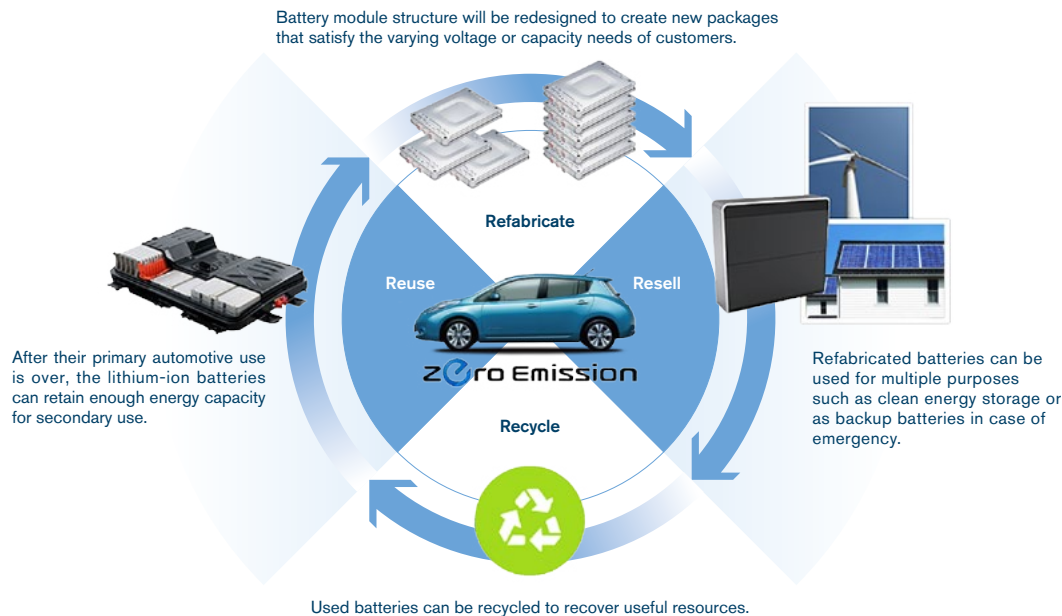 Battery module structure will be redesigned to create new packages
that satisfy the varying voltage or capacity needs of customers.
Refabricate
Reuse
Resell
zero Emission
After their primary automotive use
is over, the lithium-ion batteries
can retain enough energy capacity
for secondary use.
Refabricated batteries can be
used for multiple purposes
such as clean energy storage or
as backup batteries in case of
emergency.
Recycle
Used batteries can be recycled to recover useful resources.